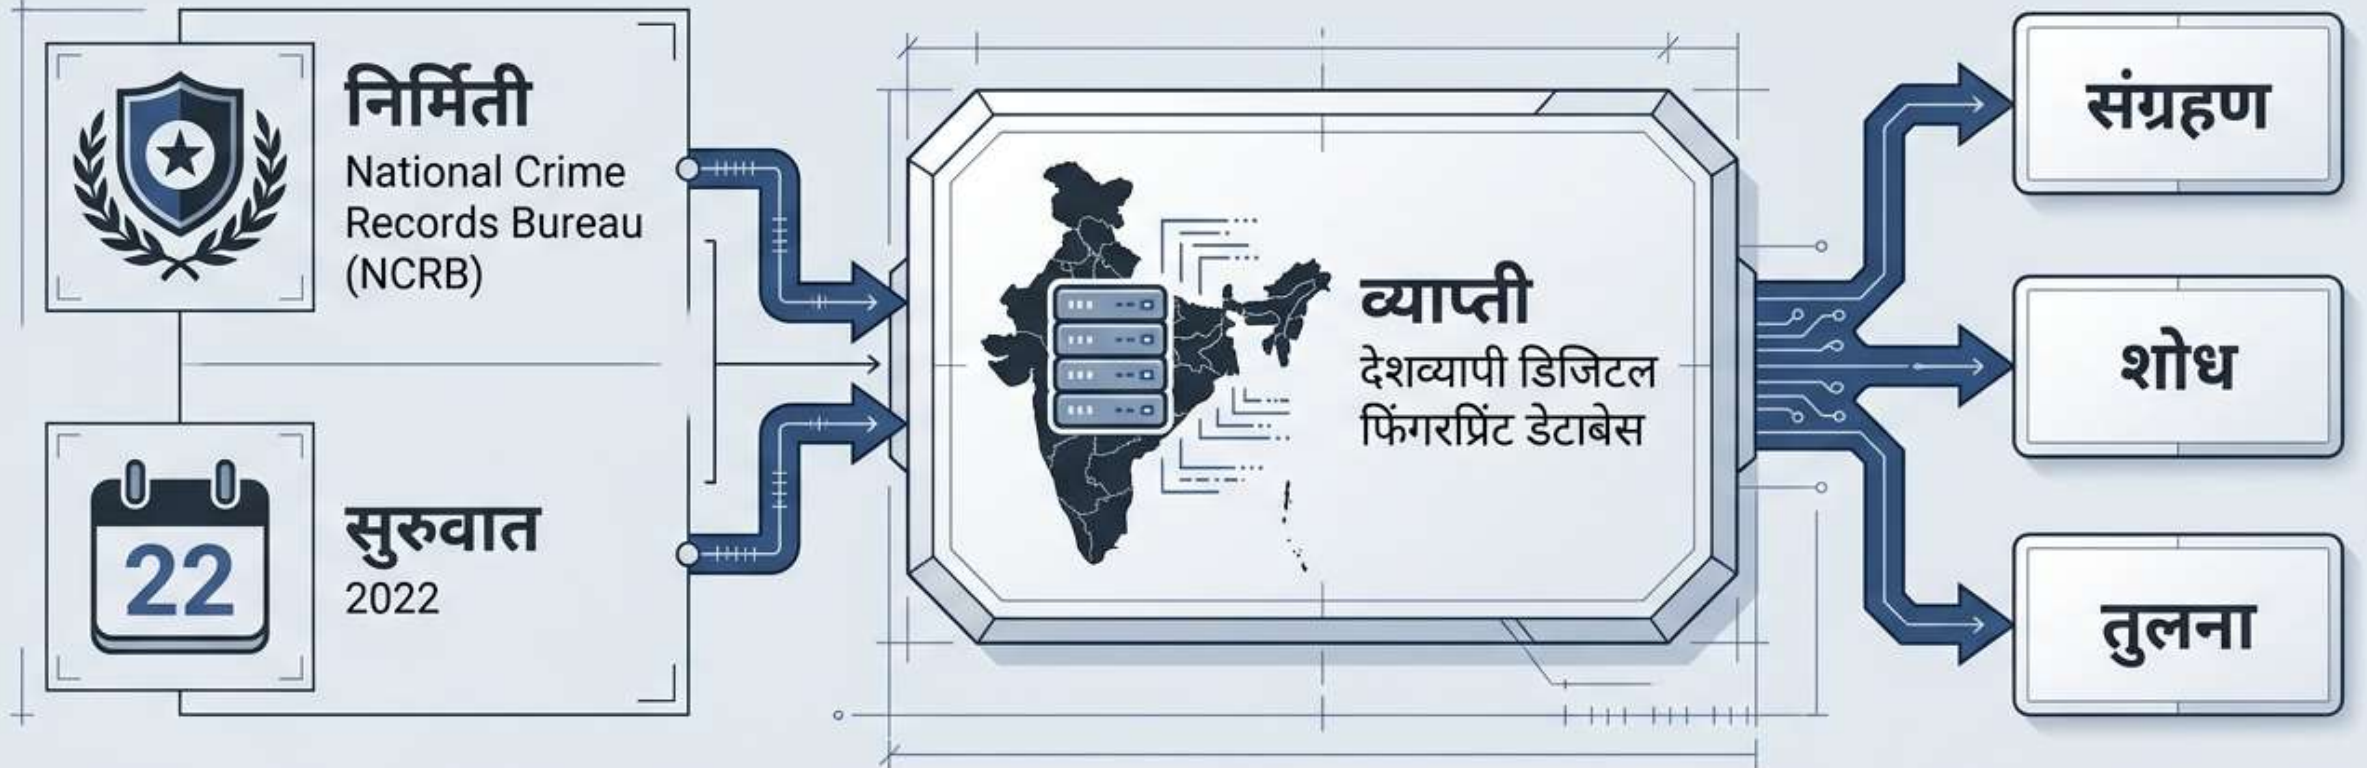 निर्मिती
National Crime
Records Bureau
(NCRB)
22
सुरुवात
2022
व्याप्ती
देशव्यापी डिजिटल
फिंगरप्रिंट डेटाबेस
संग्रहण
शोध
तुलना